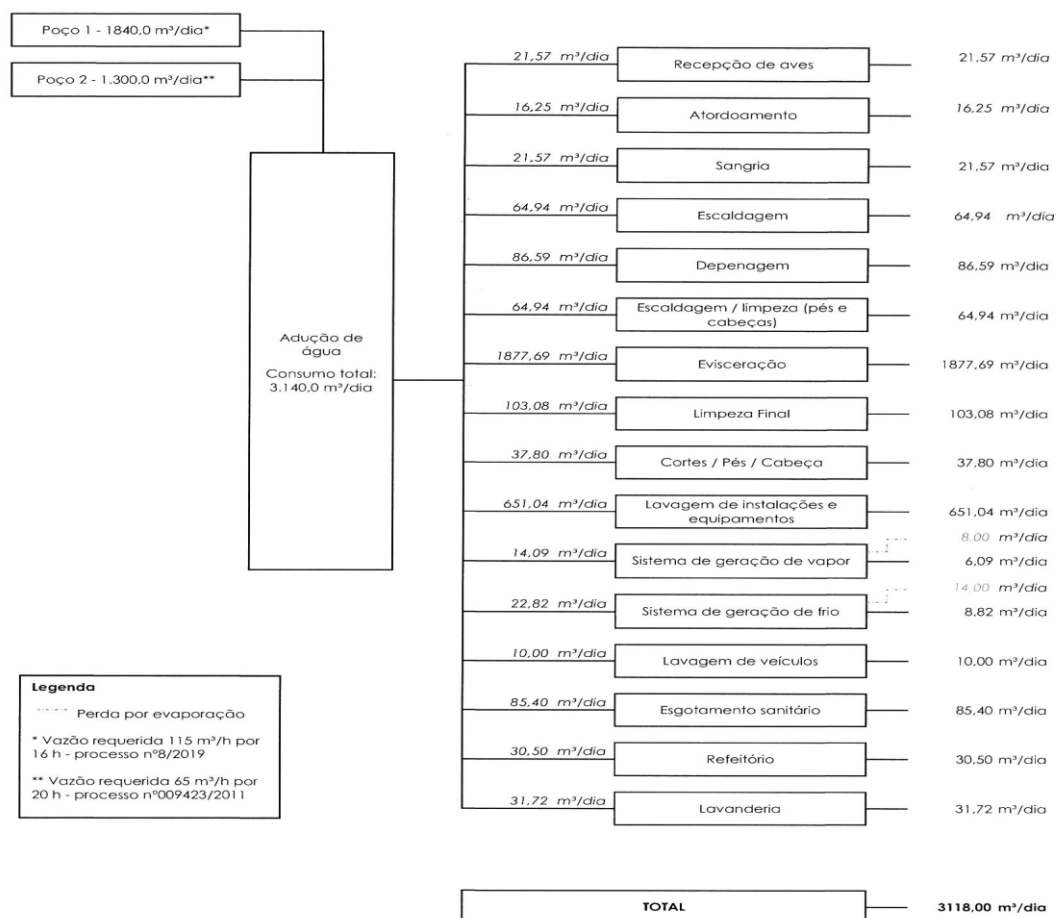 Poço 1 - 1840,0 m³/dia*
Poço 2 - 1.300,0 m³/dia**
Adução de
água
Consumo total:
3.140,0 m³/dia
21,57 m³/dia
Recepção de aves
21,57 m³/dia
16,25 m³/dia
Atordoamento
16,25 m³/dia
21,57 m³/dia
Sangria
21,57 m³/dia
64,94 m³/dia
Escaldagem
64,94 m³/dia
86,59 m³/dia
Depenagem
86,59 m³/dia
64,94 m³/dia
Escaldagem / limpeza (pés e
cabeças)
64,94 m³/dia
1877,69 m³/dia
Evisceração
1877,69 m³/dia
103,08 m³/dia
Limpeza Final
103,08 m³/dia
37,80 m³/dia
Cortes / Pés / Cabeça
37,80 m³/dia
651,04 m³/dia
Lavagem de instalações e
equipamentos
651,04 m³/dia
8,00 m³/dia
14,09 m³/dia
Sistema de geração de vapor
6,09 m³/dia
14,00 m³/dia
22,82 m³/dia
Sistema de geração de frio
8,82 m³/dia
10,00 m³/dia
Lavagem de veículos
10,00 m³/dia
85,40 m³/dia
Esgotamento sanitário
85,40 m³/dia
30,50 m³/dia
Refeitório
30,50 m³/dia
31,72 m³/dia
Lavanderia
31,72 m³/dia
Legenda
Perda por evaporação
* Vazão requerida 115 m³/h por
16 h - processo nº8/2019
** Vazão requerida 65 m³/h por
20 h - processo nº009423/2011
TOTAL
3118,00 m³/dia